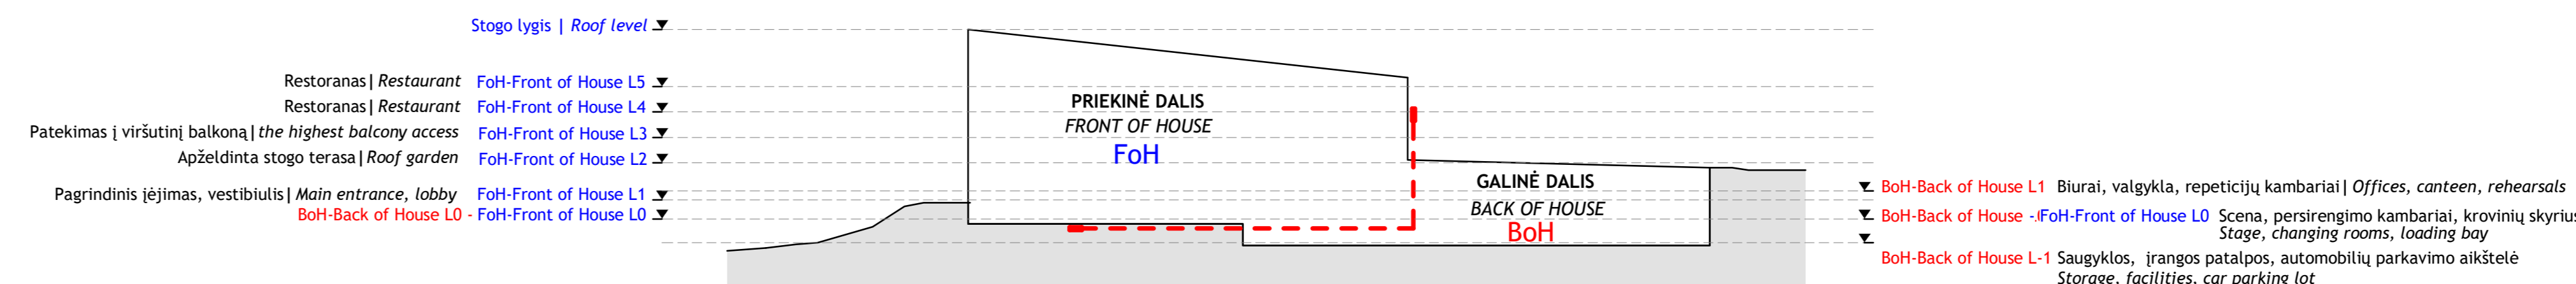 Stogo lygis | Roof level
Restoranas| Restaurant FoH-Front of House L5
Restoranas| Restaurant FoH-Front of House L4
Patekimas į viršutinį balkoną|the highest balcony access FoH-Front of House L3
Apželdinta stogo terasa|Roof garden FoH-Front of House L2
Pagrindinis įėjimas, vestibiulis| Main entrance, lobby FoH-Front of House L1
BoH-Back of House L0 - FoH-Front of House L0
PRIEKINĖ DALIS
FRONT OF HOUSE
FoH
GALINĖ DALIS
BACK OF HOUSE
BoH
BoH-Back of House L1 Biurai, valgykla, repeticijų kambariai| Offices, canteen, rehearsals
BoH-Back of House -FoH-Front of House L0 Scena, persirengimo kambariai, krovinių skyrius
Stage, changing rooms, loading bay
BoH-Back of House L-1 Saugyklos, įrangos patalpos, automobilių parkavimo aikštelė
Storage, facilities, car parking lot